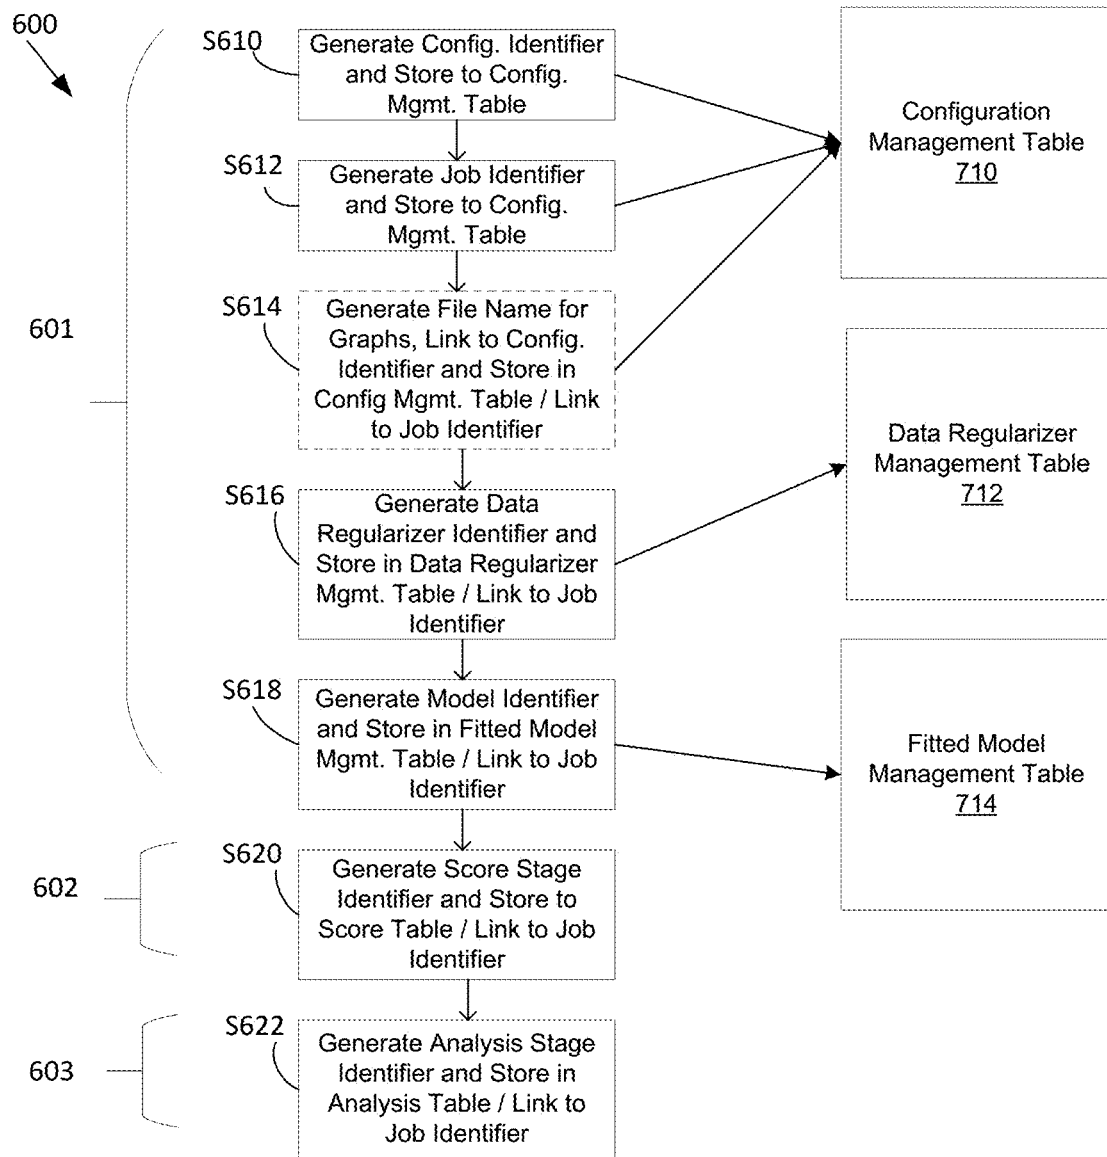 600
S610
Generate Config. Identifier
and Store to Config.
Mgmt. Table
Configuration
Management Table
710
S612
Generate Job Identifier
and Store to Config.
Mgmt. Table
601
S614
Generate File Name for
Graphs, Link to Config.
Identifier and Store in
Config Mgmt. Table / Link
to Job Identifier
Data Regularizer
Management Table
712
S616
Generate Data
Regularizer Identifier and
Store in Data Regularizer
Mgmt. Table / Link to Job
Identifier
S618
Generate Model Identifier
and Store in Fitted Model
Mgmt. Table / Link to Job
Identifier
Fitted Model
Management Table
714
602
S620
Generate Score Stage
Identifier and Store to
Score Table / Link to Job
Identifier
603
S622
Generate Analysis Stage
Identifier and Store in
Analysis Table / Link to
Job Identifier